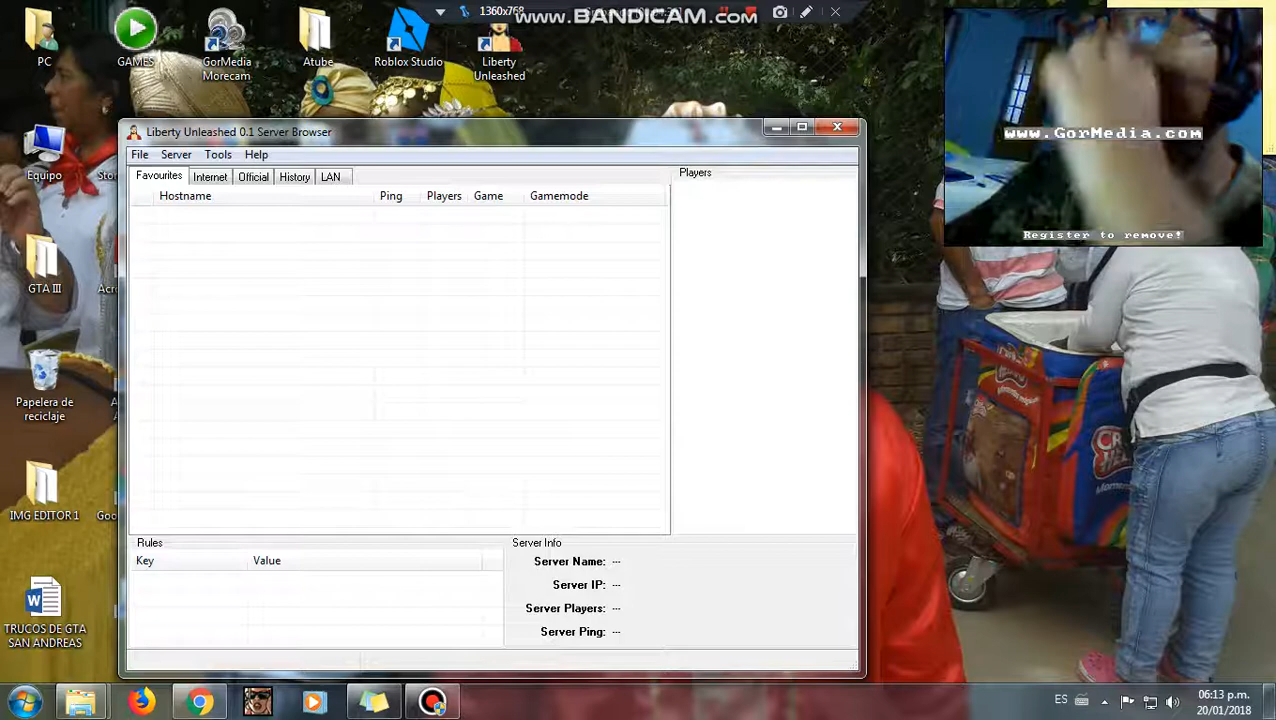 1360x768
www.BANDICAM.com
PC
GAMES
GorMedia
Morecam
Atube
Roblox Studio
Liberty
Unleashed
www.GorMedia.com
Register to remove!
Liberty Unleashed 0.1 Server Browser
File Server Tools Help
Favourites Internet Official History LAN
Players
Hostname Ping Players Game Gamemode
Equipo
GTA III
Papelera de
reciclaje
IMG EDITOR 1
TRUCOS DE GTA
SAN ANDREAS
Rules
Key Value
Server Info
Server Name: ---
Server IP: ---
Server Players: ---
Server Ping: ---
ES
06:13 p.m.
20/01/2018